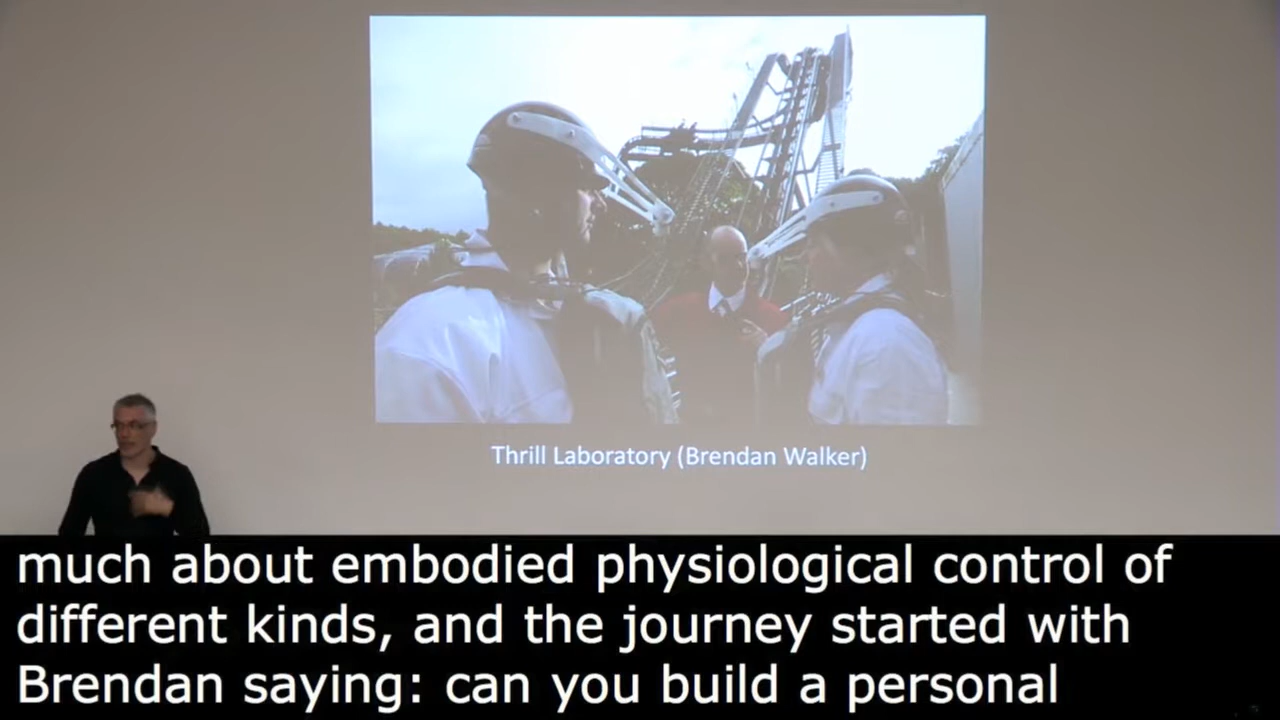 Thrill Laboratory (Brendan Walker)
much about embodied physiological control of
different kinds, and the journey started with
Brendan saying: can you build a personal